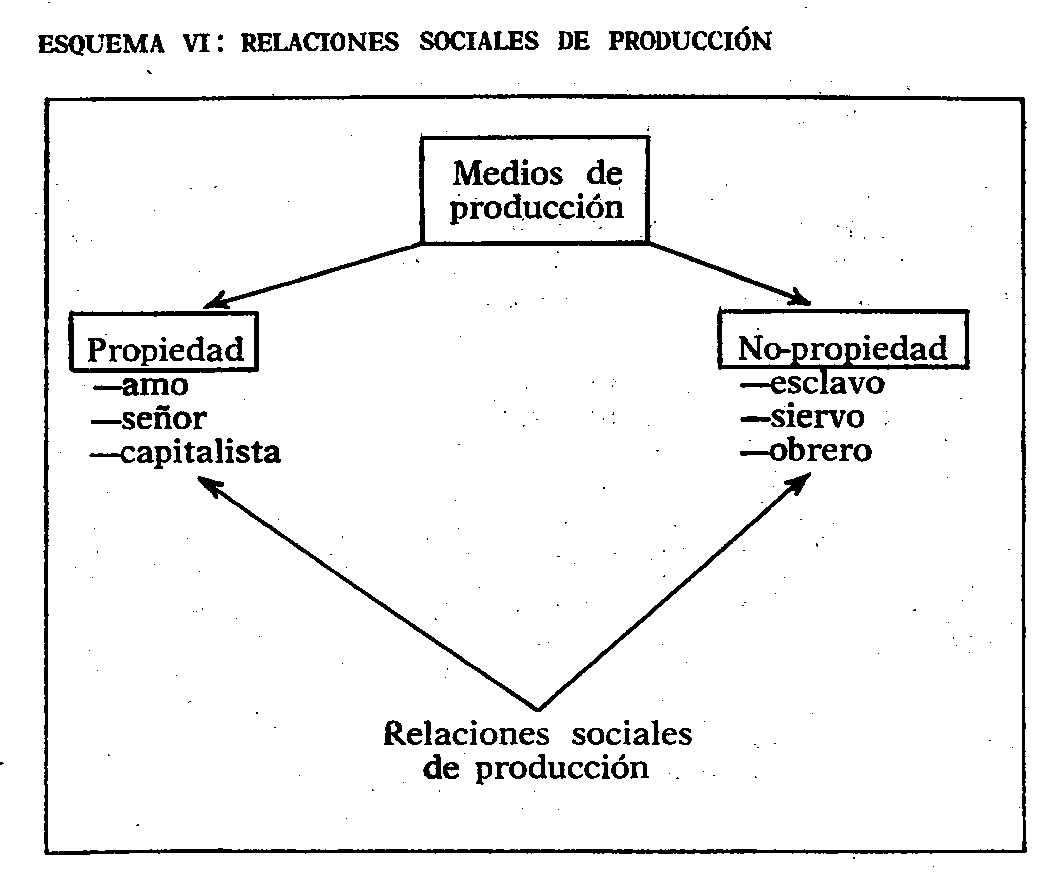 ESQUEMA VI: RELACIONES SOCIALES DE PRODUCCIÓN
Medios de
producción
Propiedad
—amo
—señor
—capitalista
No-propiedad
—esclavo
—siervo
—obrero
Relaciones sociales
de producción